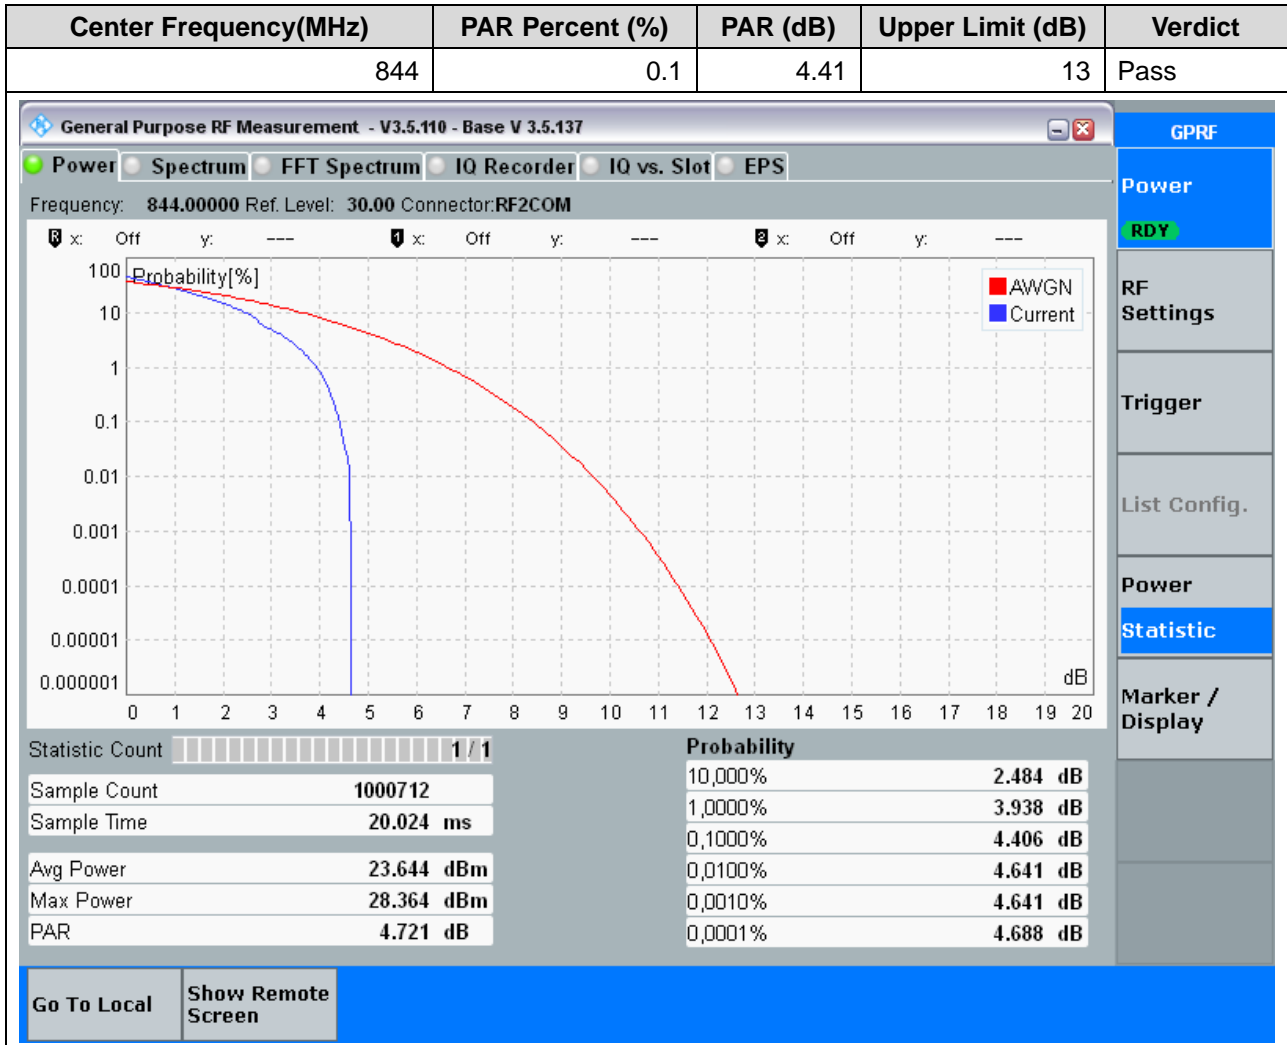 Center Frequency(MHz) PAR Percent (%) PAR (dB) Upper Limit (dB) Verdict
844 0.1 4.41 13 Pass
General Purpose RF Measurement - V3.5.110 - Base V 3.5.137
GPRF
Power Spectrum FFT Spectrum IQ Recorder IQ vs. Slot EPS
Power
RDY
Frequency: 844.00000 Ref. Level: 30.00 Connector:RF2COM
R x: Off y: --- 1 x: Off y: --- 2 x: Off y: ---
Probability[%]
AWGN
Current
100
10
1
0.1
0.01
0.001
0.0001
0.00001
0.000001
dB
0 1 2 3 4 5 6 7 8 9 10 11 12 13 14 15 16 17 18 19 20
RF
Settings
Trigger
List Config.
Power
Statistic
Marker /
Display
Statistic Count 1 / 1
Sample Count 1000712
Sample Time 20.024 ms
Avg Power 23.644 dBm
Max Power 28.364 dBm
PAR 4.721 dB
Probability
10,000% 2.484 dB
1,0000% 3.938 dB
0,1000% 4.406 dB
0,0100% 4.641 dB
0,0010% 4.641 dB
0,0001% 4.688 dB
Go To Local
Show Remote
Screen